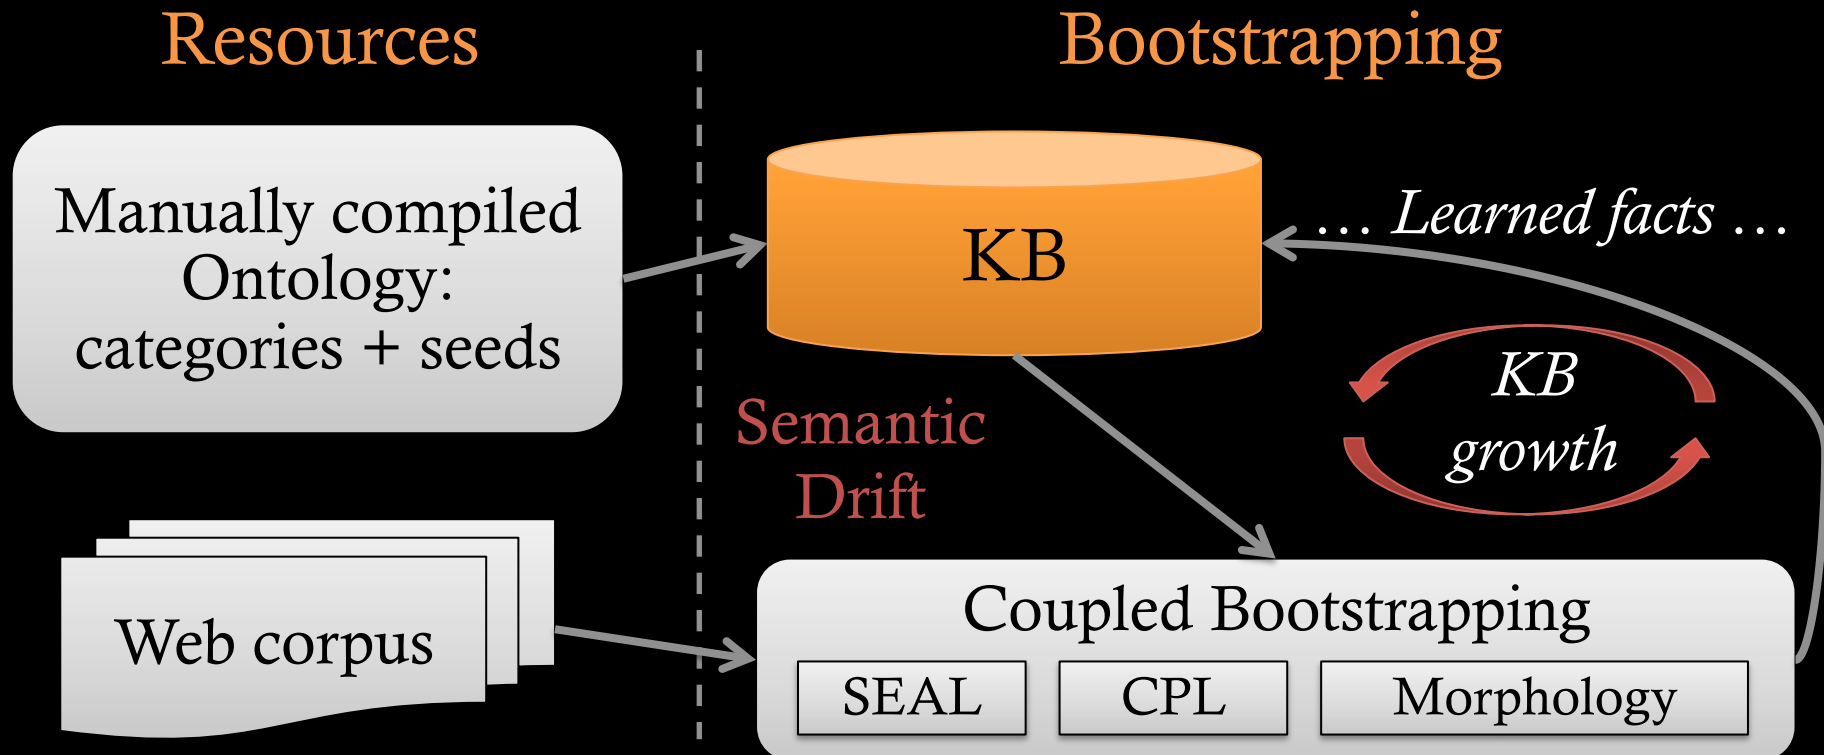 Resources
Manually compiled
Ontology:
categories + seeds
Web corpus
Bootstrapping
KB
… Learned facts …
KB
growth
Semantic
Drift
Coupled Bootstrapping
SEAL
CPL
Morphology